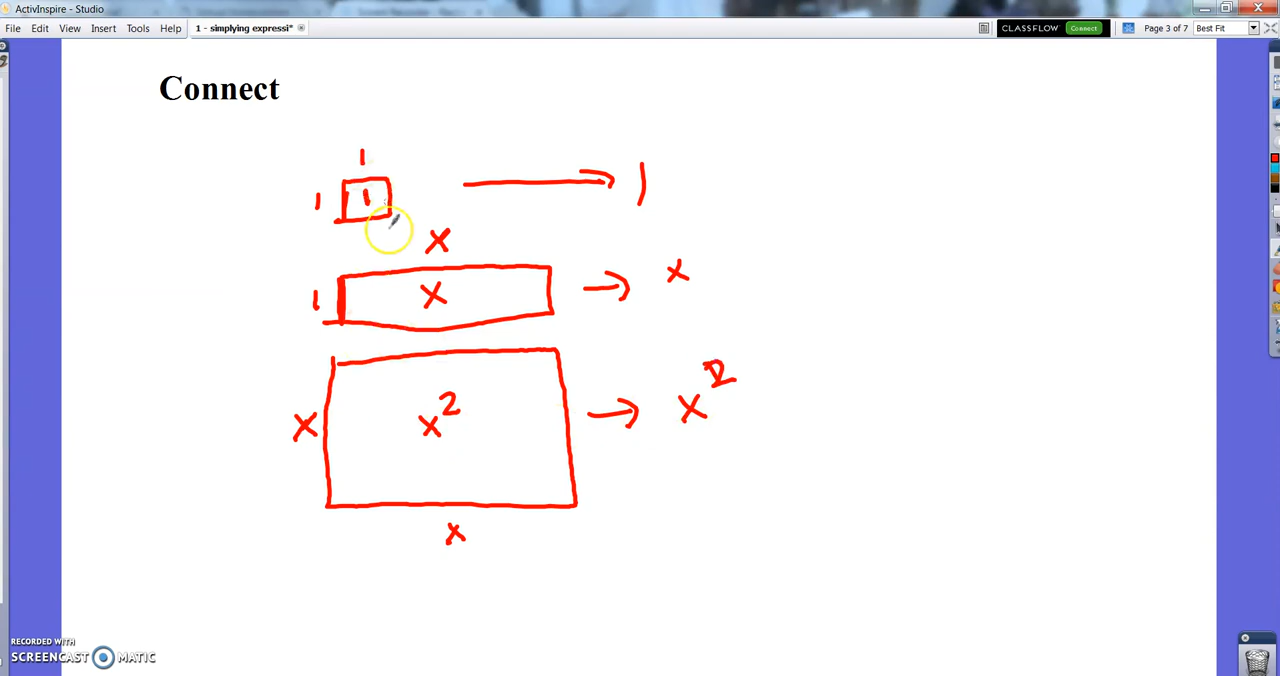 ActivInspire - Studio
File Edit View Insert Tools Help 1 - simplying expressi* CLASSFLOW Connect Page 3 of 7 Best Fit
Connect
1
1 1 → 1
x
1 x → x
x x² → x²
x
RECORDED WITH
SCREENCAST MATIC